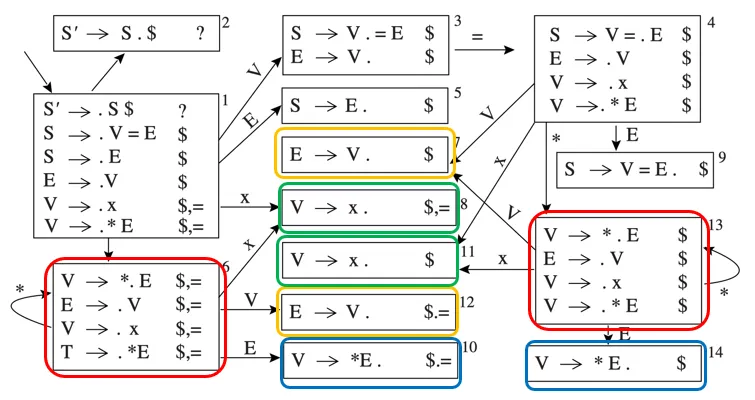 2
S′ → S . $ ?
3
S → V . = E $
E → V . $
=
4
S → V = . E $
E → . V $
V → . x $
V → . * E $
1
S′ → . S $ ?
S → . V = E $
S → . E $
E → .V $
V → . x $,=
V → . * E $,=
V
E
5
S → E . $
7
E → V . $
V
x
*
E
9
S → V = E . $
x
8
V → x . $,=
x
11
V → x . $
V
x
13
V → * . E $
E → . V $
V → . x $
V → . * E $
*
6
V → *. E $,=
E → . V $,=
V → . x $,=
T → . *E $,=
*
V
12
E → V . $.=
E
10
V → *E . $.=
E
14
V → * E . $